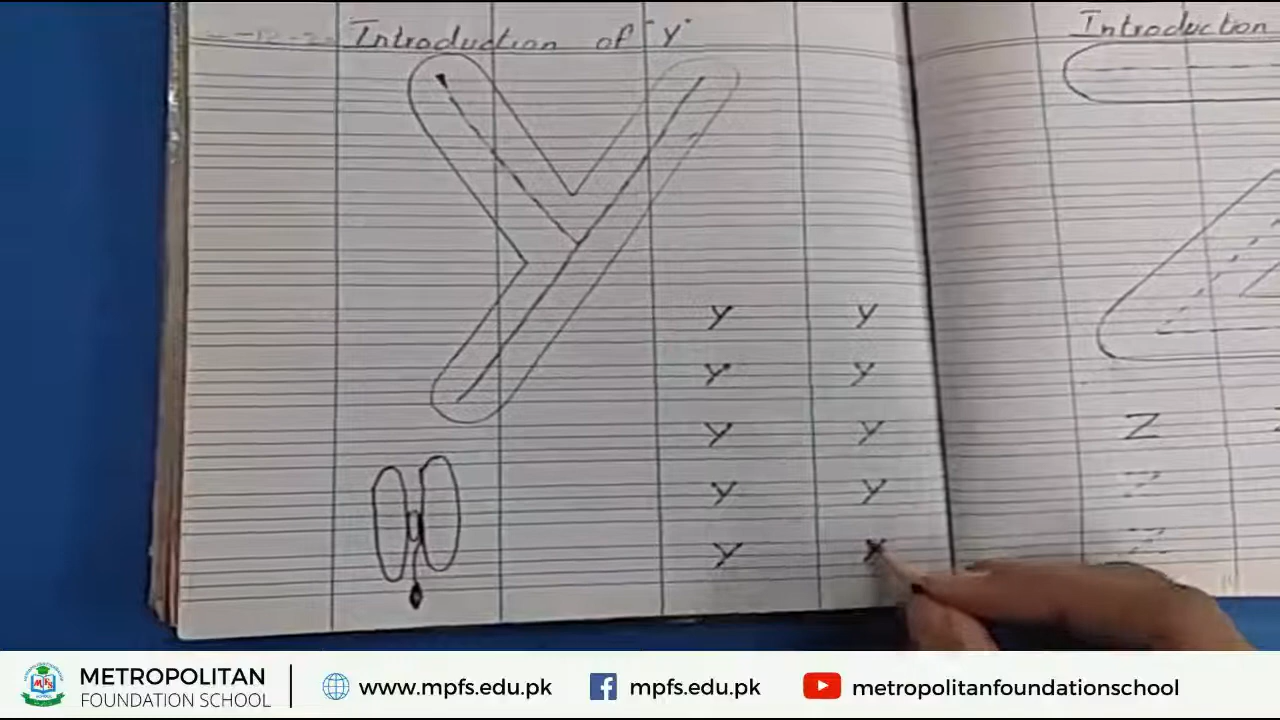 Introduction of "y"
Introduction
y y
y y
y y
y y
y
z
z
z
METROPOLITAN
FOUNDATION SCHOOL
www.mpfs.edu.pk
mpfs.edu.pk
metropolitanfoundationschool